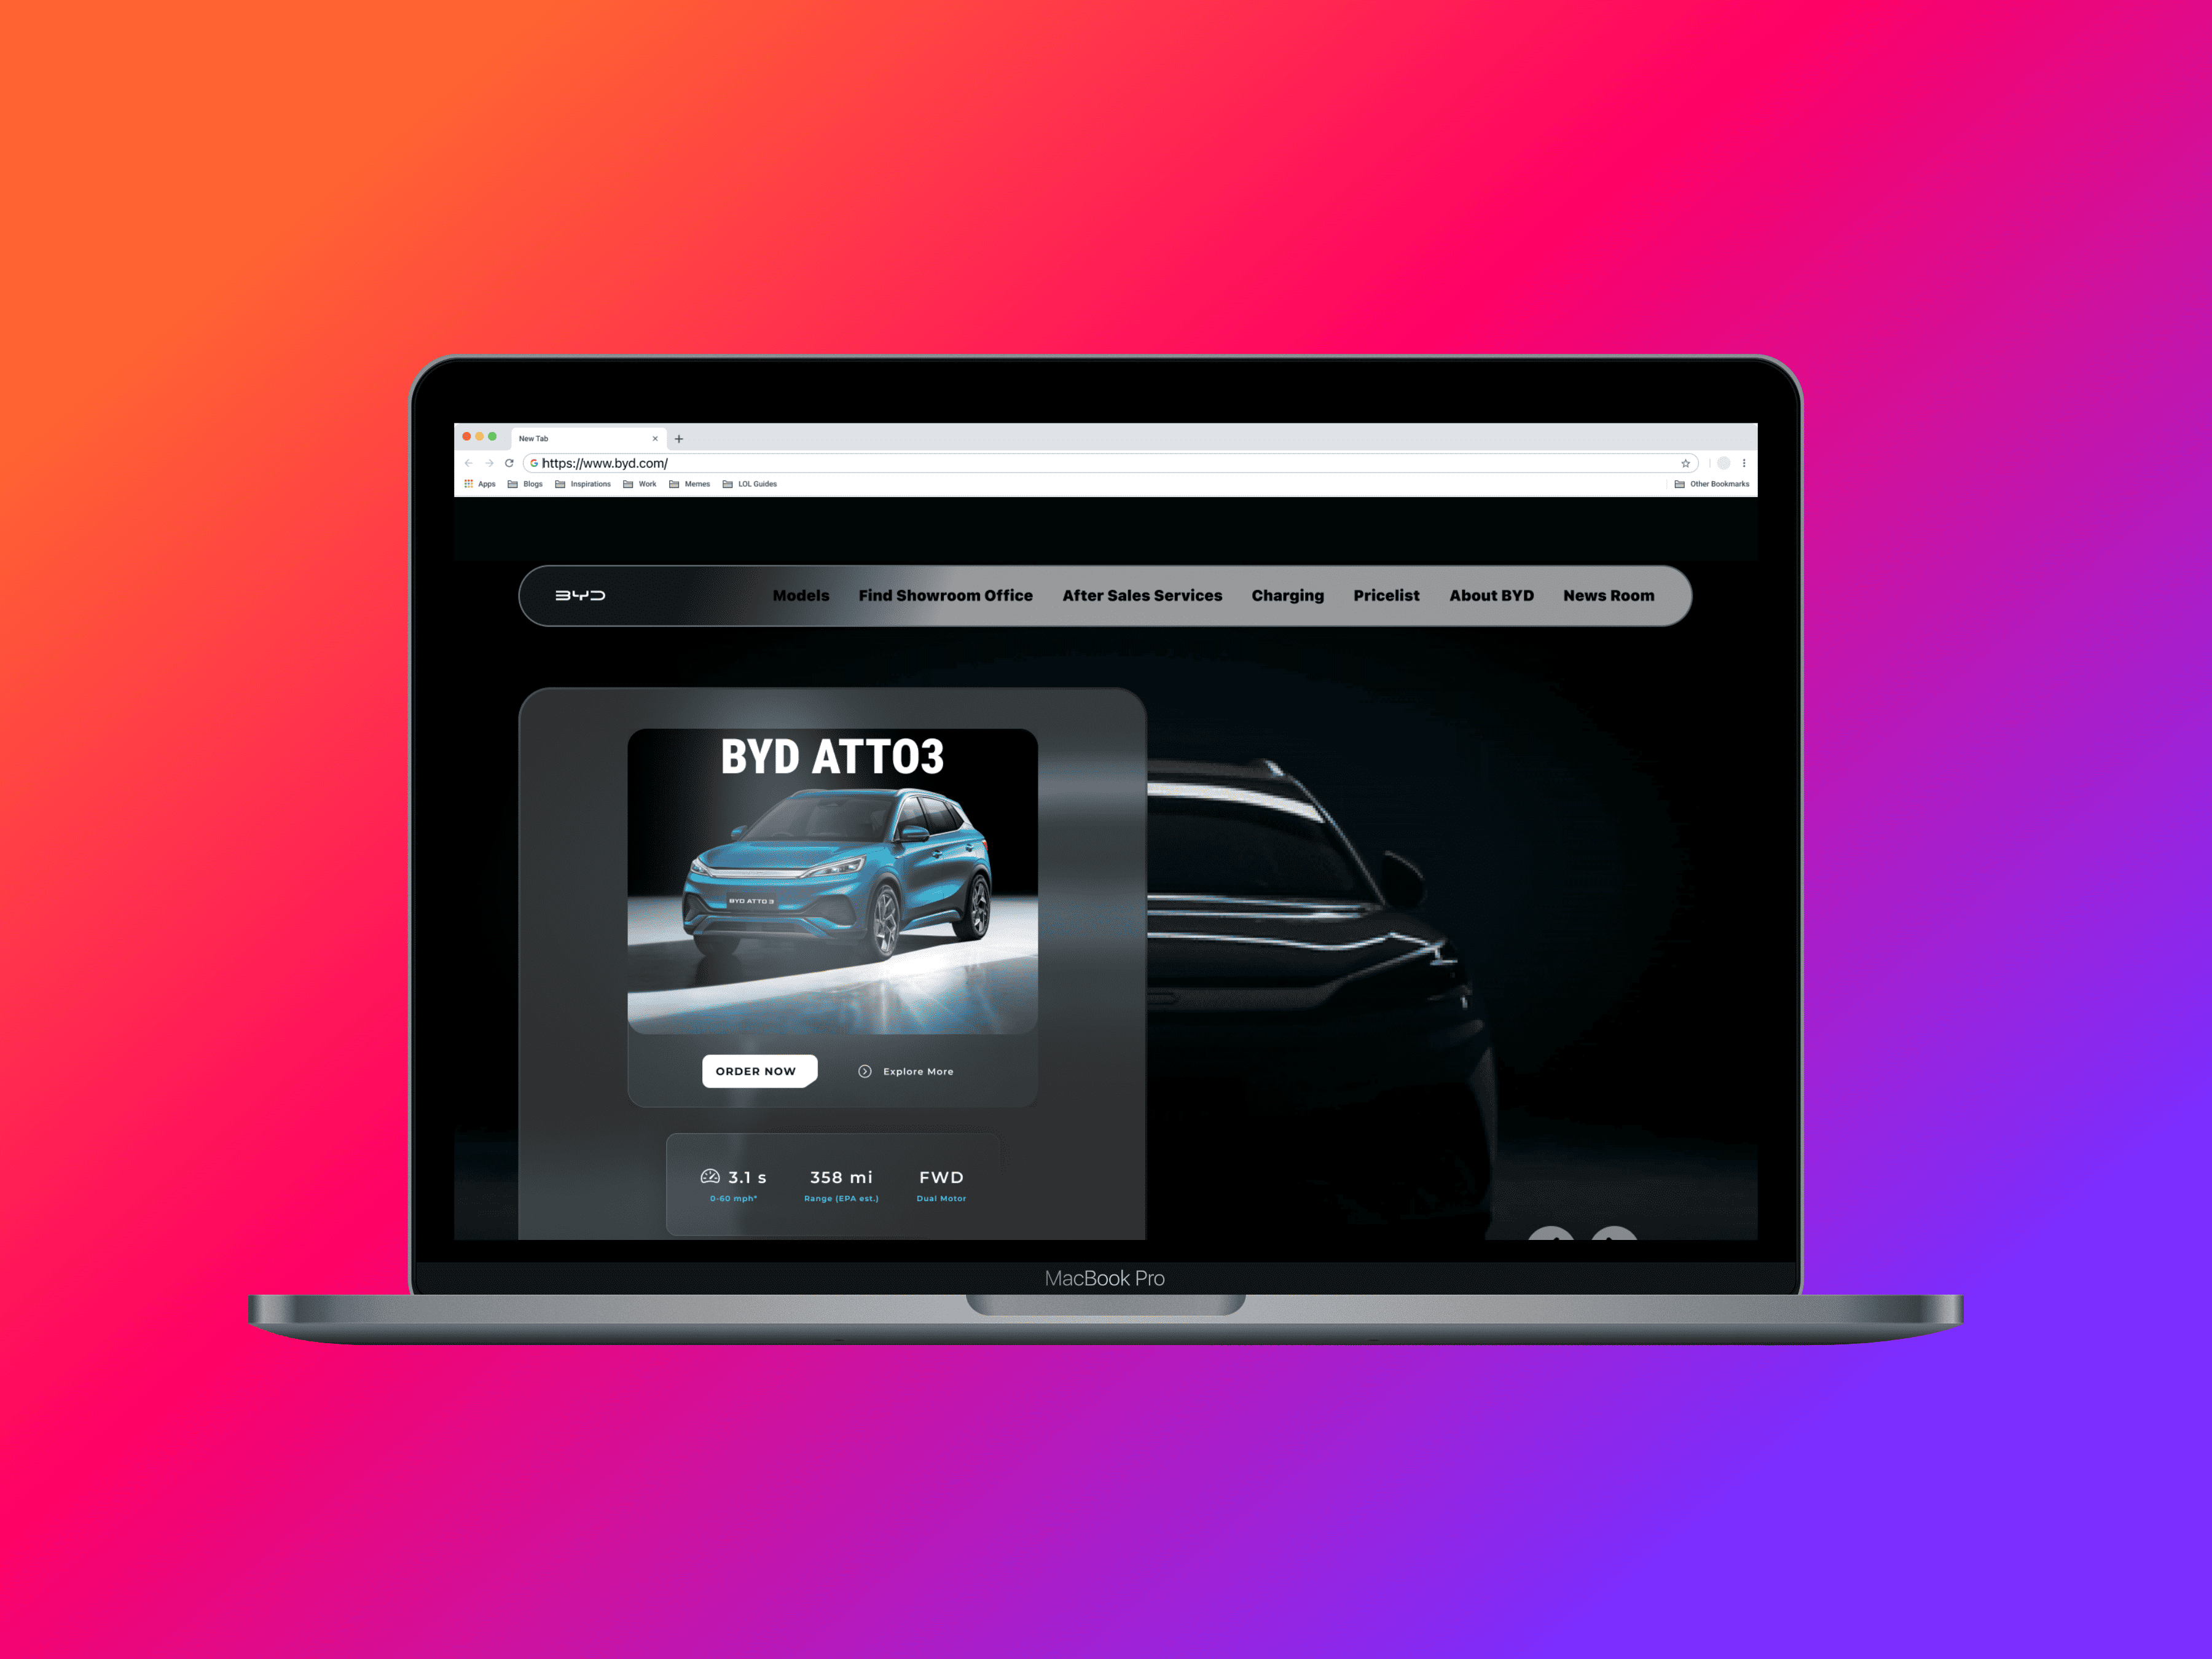 New Tab
https://www.byd.com/
Apps Blogs Inspirations Work Memes LOL Guides Other Bookmarks
BYD Models Find Showroom Office After Sales Services Charging Pricelist About BYD News Room
BYD ATTO3
BYD ATTO 3
ORDER NOW Explore More
3.1 s 358 mi FWD
0-60 mph* Range (EPA est.) Dual Motor
MacBook Pro